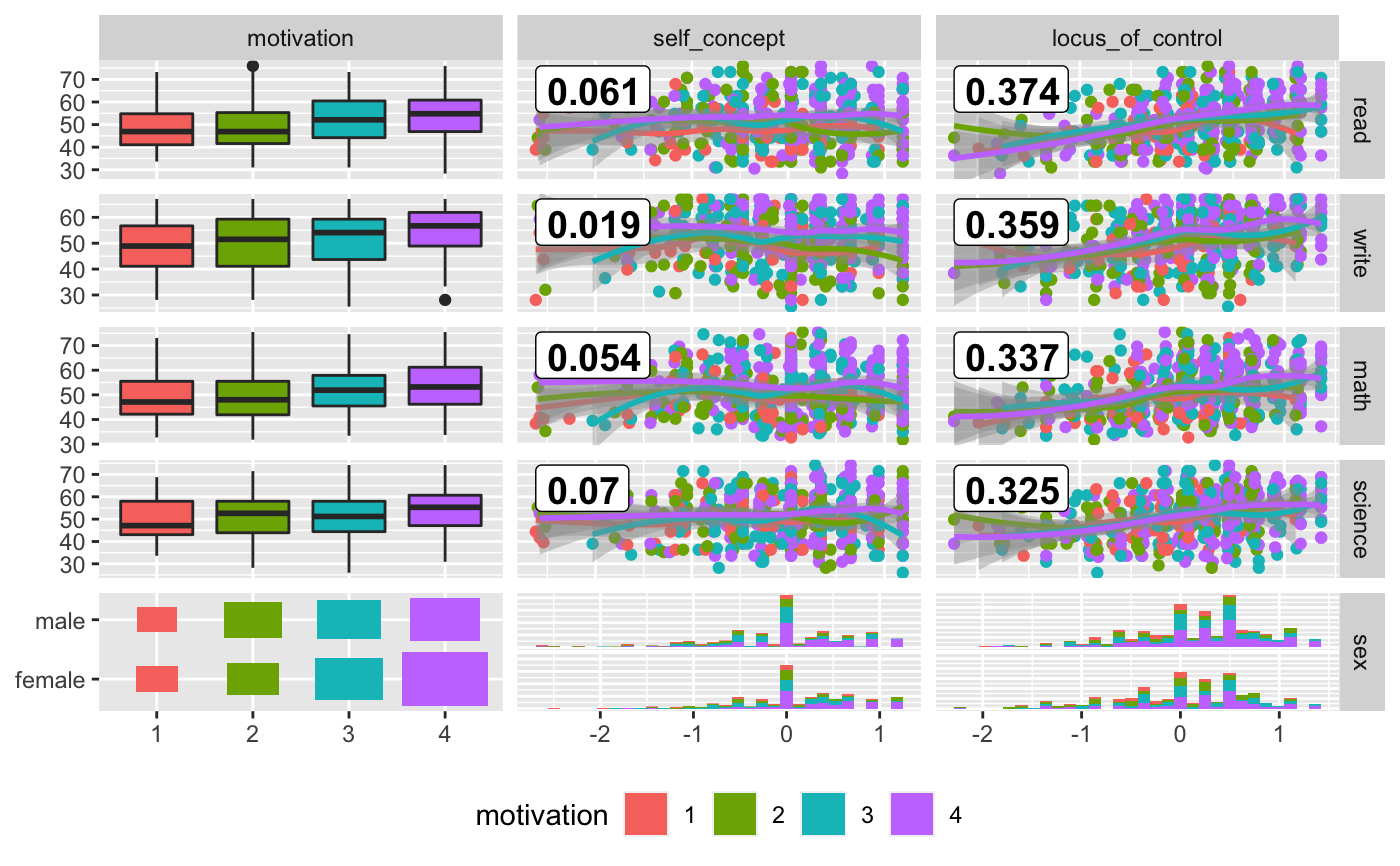 motivation self_concept locus_of_control
70
60
50
40
30
0.061 0.374
read
60
50
40
30
0.019 0.359
write
70
60
50
40
30
0.054 0.337
math
70
60
50
40
30
0.07 0.325
science
male
female
sex
1 2 3 4 -2 -1 0 1 -2 -1 0 1
motivation 1 2 3 4